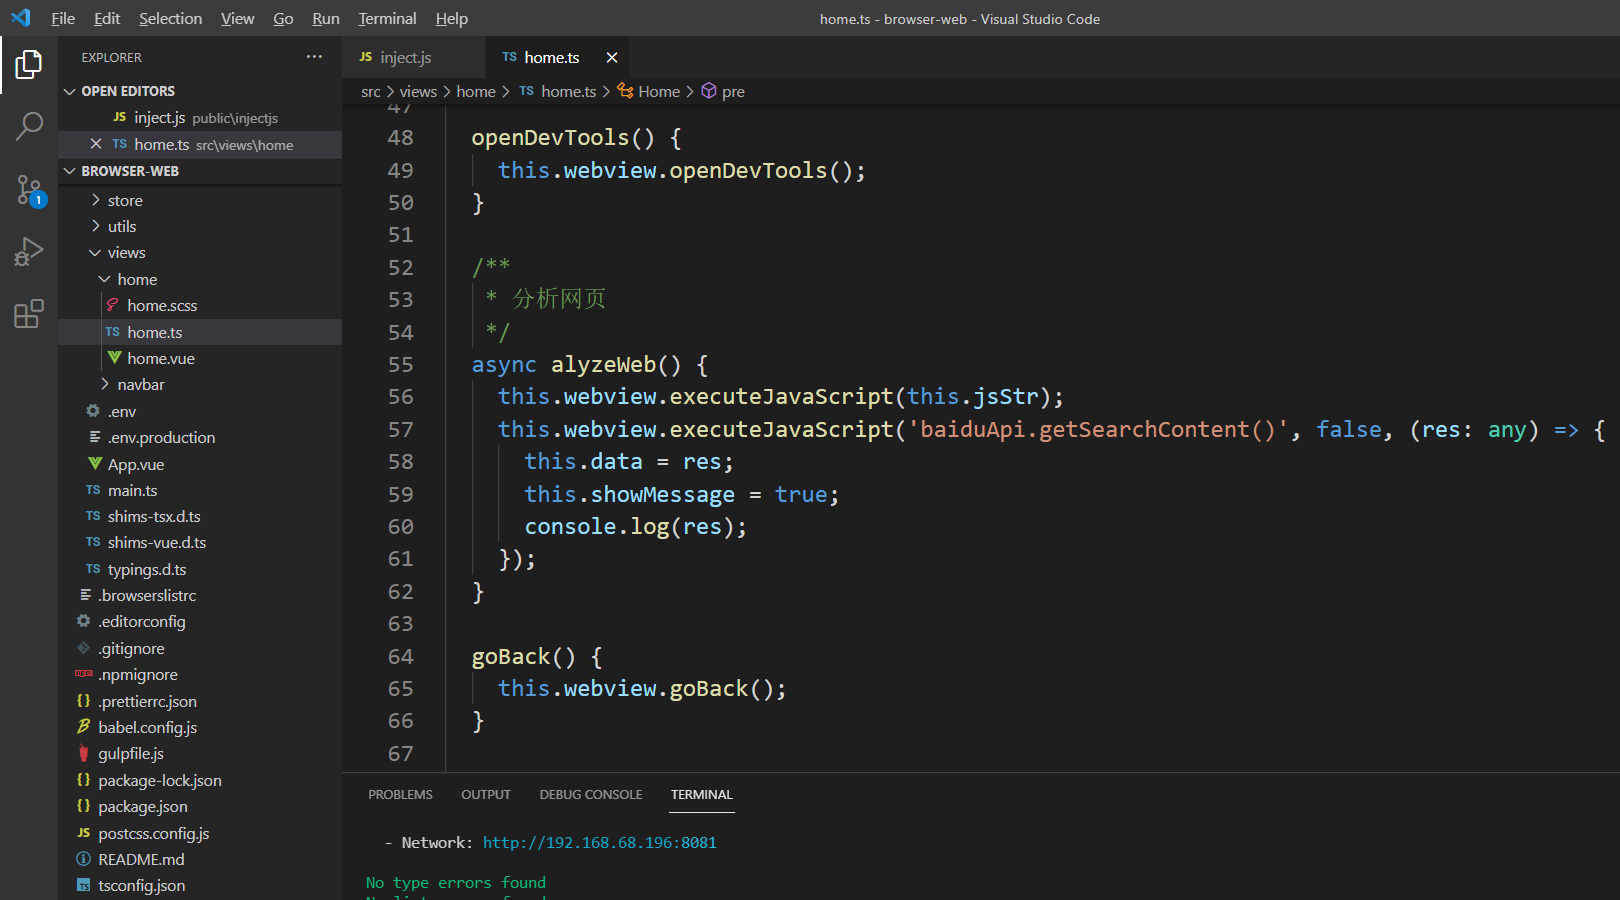 File Edit Selection View Go Run Terminal Help
home.ts - browser-web - Visual Studio Code
EXPLORER ···
OPEN EDITORS
JS inject.js public\injectjs
TS home.ts src\views\home
BROWSER-WEB
store
utils
views
home
home.scss
TS home.ts
home.vue
navbar
.env
.env.production
App.vue
TS main.ts
TS shims-tsx.d.ts
TS shims-vue.d.ts
TS typings.d.ts
.browserslistrc
.editorconfig
.gitignore
npm .npmignore
{} .prettierrc.json
babel.config.js
gulpfile.js
{} package-lock.json
{} package.json
JS postcss.config.js
README.md
TS tsconfig.json
1
JS inject.js
TS home.ts
src > views > home > TS home.ts > Home > pre
47
48 openDevTools() {
49 this.webview.openDevTools();
50 }
51
52 /**
53 * 分析网页
54 */
55 async alyzeWeb() {
56 this.webview.executeJavaScript(this.jsStr);
57 this.webview.executeJavaScript('baiduApi.getSearchContent()', false, (res: any) => {
58 this.data = res;
59 this.showMessage = true;
60 console.log(res);
61 });
62 }
63
64 goBack() {
65 this.webview.goBack();
66 }
67
PROBLEMS OUTPUT DEBUG CONSOLE TERMINAL
- Network: http://192.168.68.196:8081
No type errors found